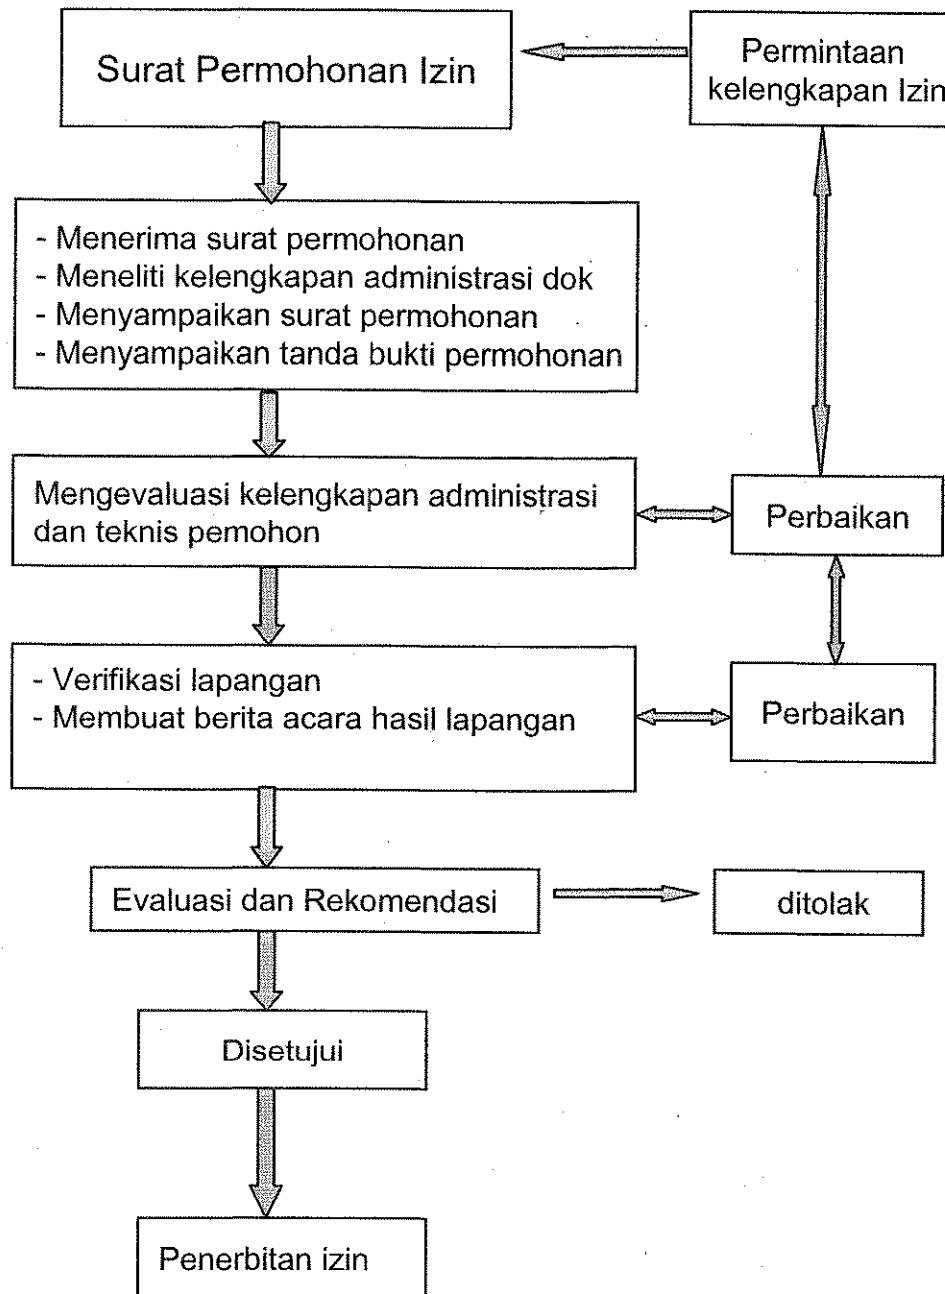 Surat Permohonan Izin
Permintaan
kelengkapan Izin
- Menerima surat permohonan
- Meneliti kelengkapan administrasi dok
- Menyampaikan surat permohonan
- Menyampaikan tanda bukti permohonan
Mengevaluasi kelengkapan administrasi
dan teknis pemohon
Perbaikan
- Verifikasi lapangan
- Membuat berita acara hasil lapangan
Perbaikan
Evaluasi dan Rekomendasi
ditolak
Disetujui
Penerbitan izin